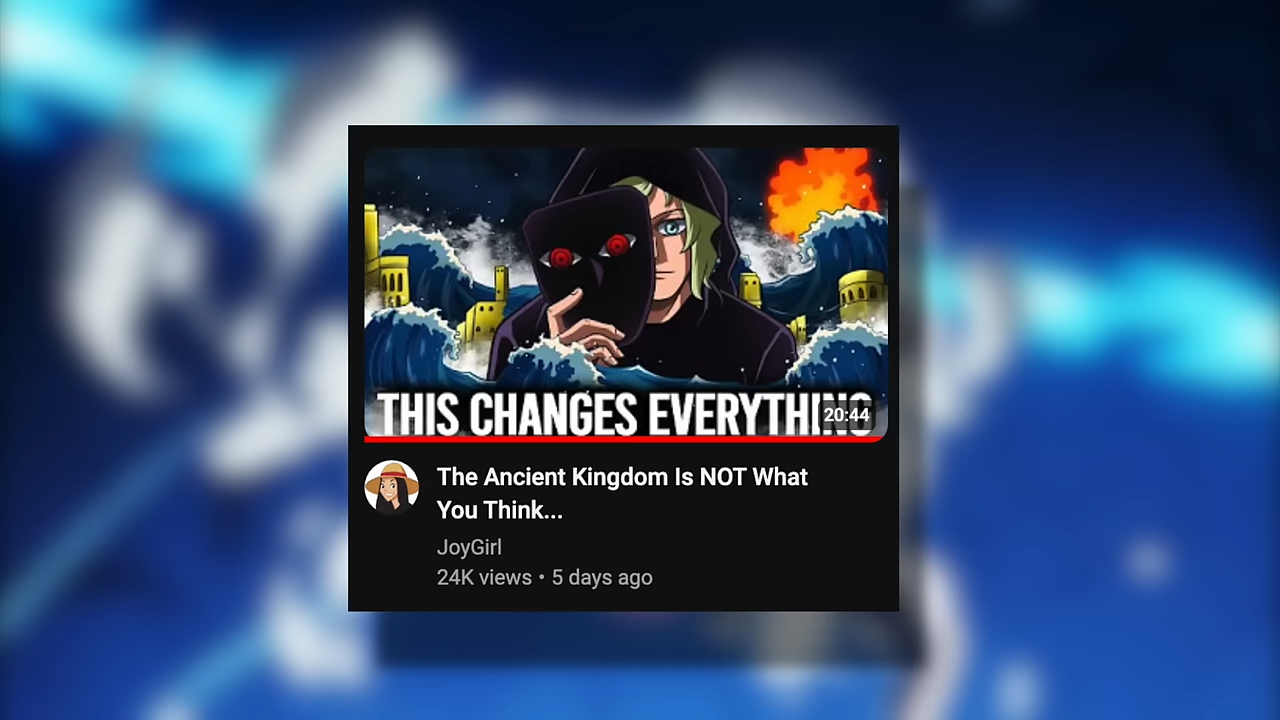 THIS CHANGES EVERYTHING
20:44
The Ancient Kingdom Is NOT What
You Think...
JoyGirl
24K views • 5 days ago